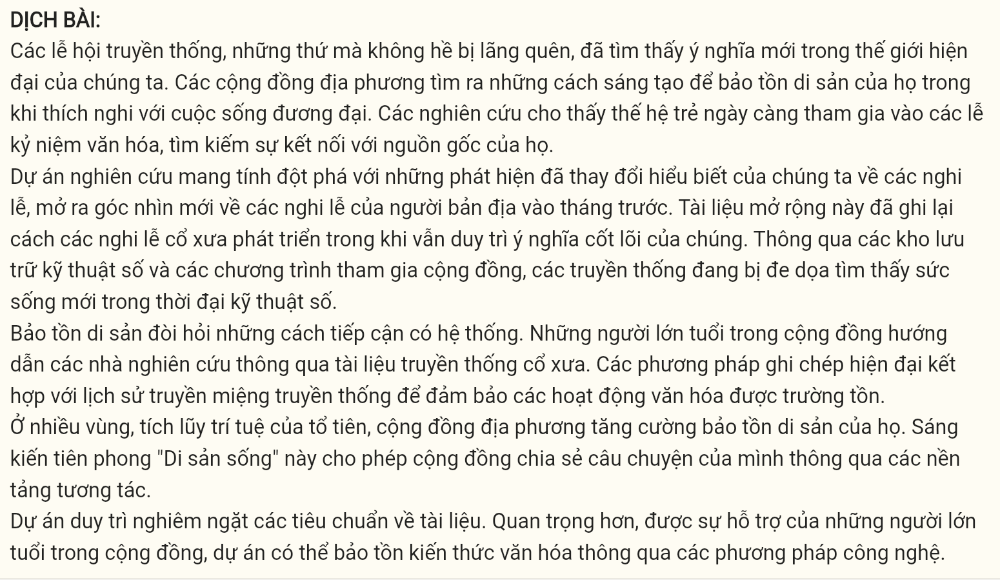 DỊCH BÀI:
Các lễ hội truyền thống, những thứ mà không hề bị lãng quên, đã tìm thấy ý nghĩa mới trong thế giới hiện
đại của chúng ta. Các cộng đồng địa phương tìm ra những cách sáng tạo để bảo tồn di sản của họ trong
khi thích nghi với cuộc sống đương đại. Các nghiên cứu cho thấy thế hệ trẻ ngày càng tham gia vào các lễ
kỷ niệm văn hóa, tìm kiếm sự kết nối với nguồn gốc của họ.
Dự án nghiên cứu mang tính đột phá với những phát hiện đã thay đổi hiểu biết của chúng ta về các nghi
lễ, mở ra góc nhìn mới về các nghi lễ của người bản địa vào tháng trước. Tài liệu mở rộng này đã ghi lại
cách các nghi lễ cổ xưa phát triển trong khi vẫn duy trì ý nghĩa cốt lõi của chúng. Thông qua các kho lưu
trữ kỹ thuật số và các chương trình tham gia cộng đồng, các truyền thống đang bị đe dọa tìm thấy sức
sống mới trong thời đại kỹ thuật số.
Bảo tồn di sản đòi hỏi những cách tiếp cận có hệ thống. Những người lớn tuổi trong cộng đồng hướng
dẫn các nhà nghiên cứu thông qua tài liệu truyền thống cổ xưa. Các phương pháp ghi chép hiện đại kết
hợp với lịch sử truyền miệng truyền thống để đảm bảo các hoạt động văn hóa được trường tồn.
Ở nhiều vùng, tích lũy trí tuệ của tổ tiên, cộng đồng địa phương tăng cường bảo tồn di sản của họ. Sáng
kiến tiên phong "Di sản sống" này cho phép cộng đồng chia sẻ câu chuyện của mình thông qua các nền
tảng tương tác.
Dự án duy trì nghiêm ngặt các tiêu chuẩn về tài liệu. Quan trọng hơn, được sự hỗ trợ của những người lớn
tuổi trong cộng đồng, dự án có thể bảo tồn kiến thức văn hóa thông qua các phương pháp công nghệ.